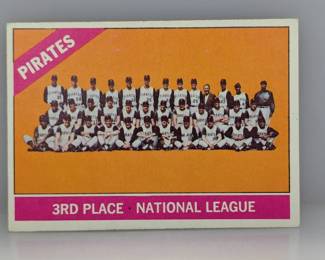 PIRATES
3RD PLACE · NATIONAL LEAGUE